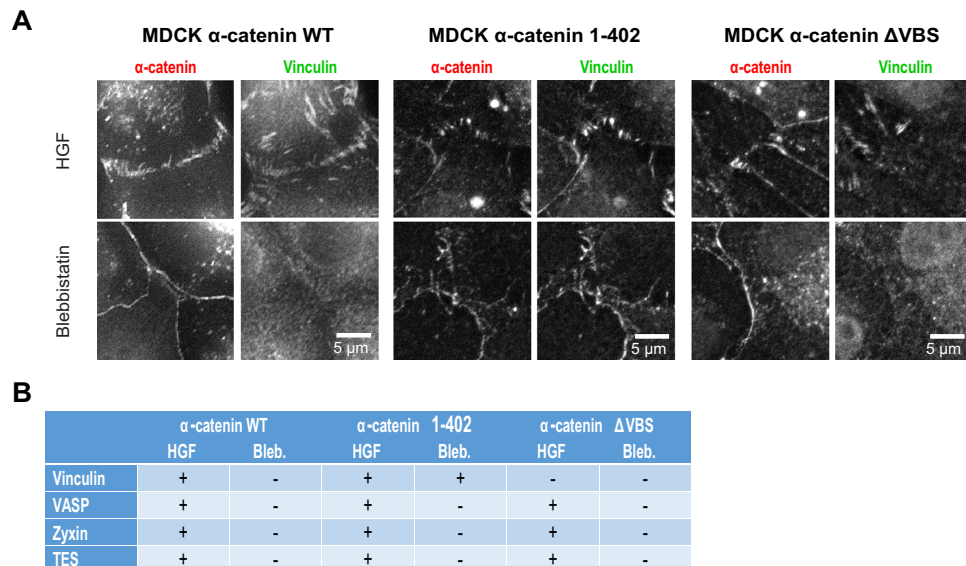 A
MDCK α-catenin WT MDCK α-catenin 1-402 MDCK α-catenin ΔVBS
α-catenin Vinculin α-catenin Vinculin α-catenin Vinculin
HGF
Blebbistatin
5 µm 5 µm 5 µm
B
α-catenin WT α-catenin 1-402 α-catenin ΔVBS
HGF Bleb. HGF Bleb. HGF Bleb.
Vinculin + - + + - -
VASP + - + - + -
Zyxin + - + - + -
TES + - + - + -